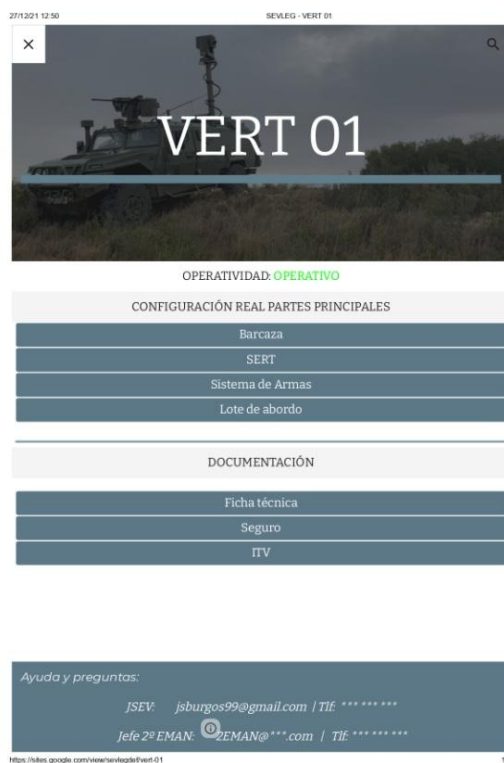 27/12/21 12:50 SEVLEG - VERT 01
VERT 01
OPERATIVIDAD: OPERATIVO
CONFIGURACIÓN REAL PARTES PRINCIPALES
Barcaza
SERT
Sistema de Armas
Lote de abordo
DOCUMENTACIÓN
Ficha técnica
Seguro
ITV
Ayuda y preguntas:
JSEV: jsburgos99@gmail.com | Tlf: *** *** ***
Jefe 2º EMAN: 2EMAN@***.com | Tlf: *** *** ***
https://sites.google.com/view/sevlegdef/vert-01